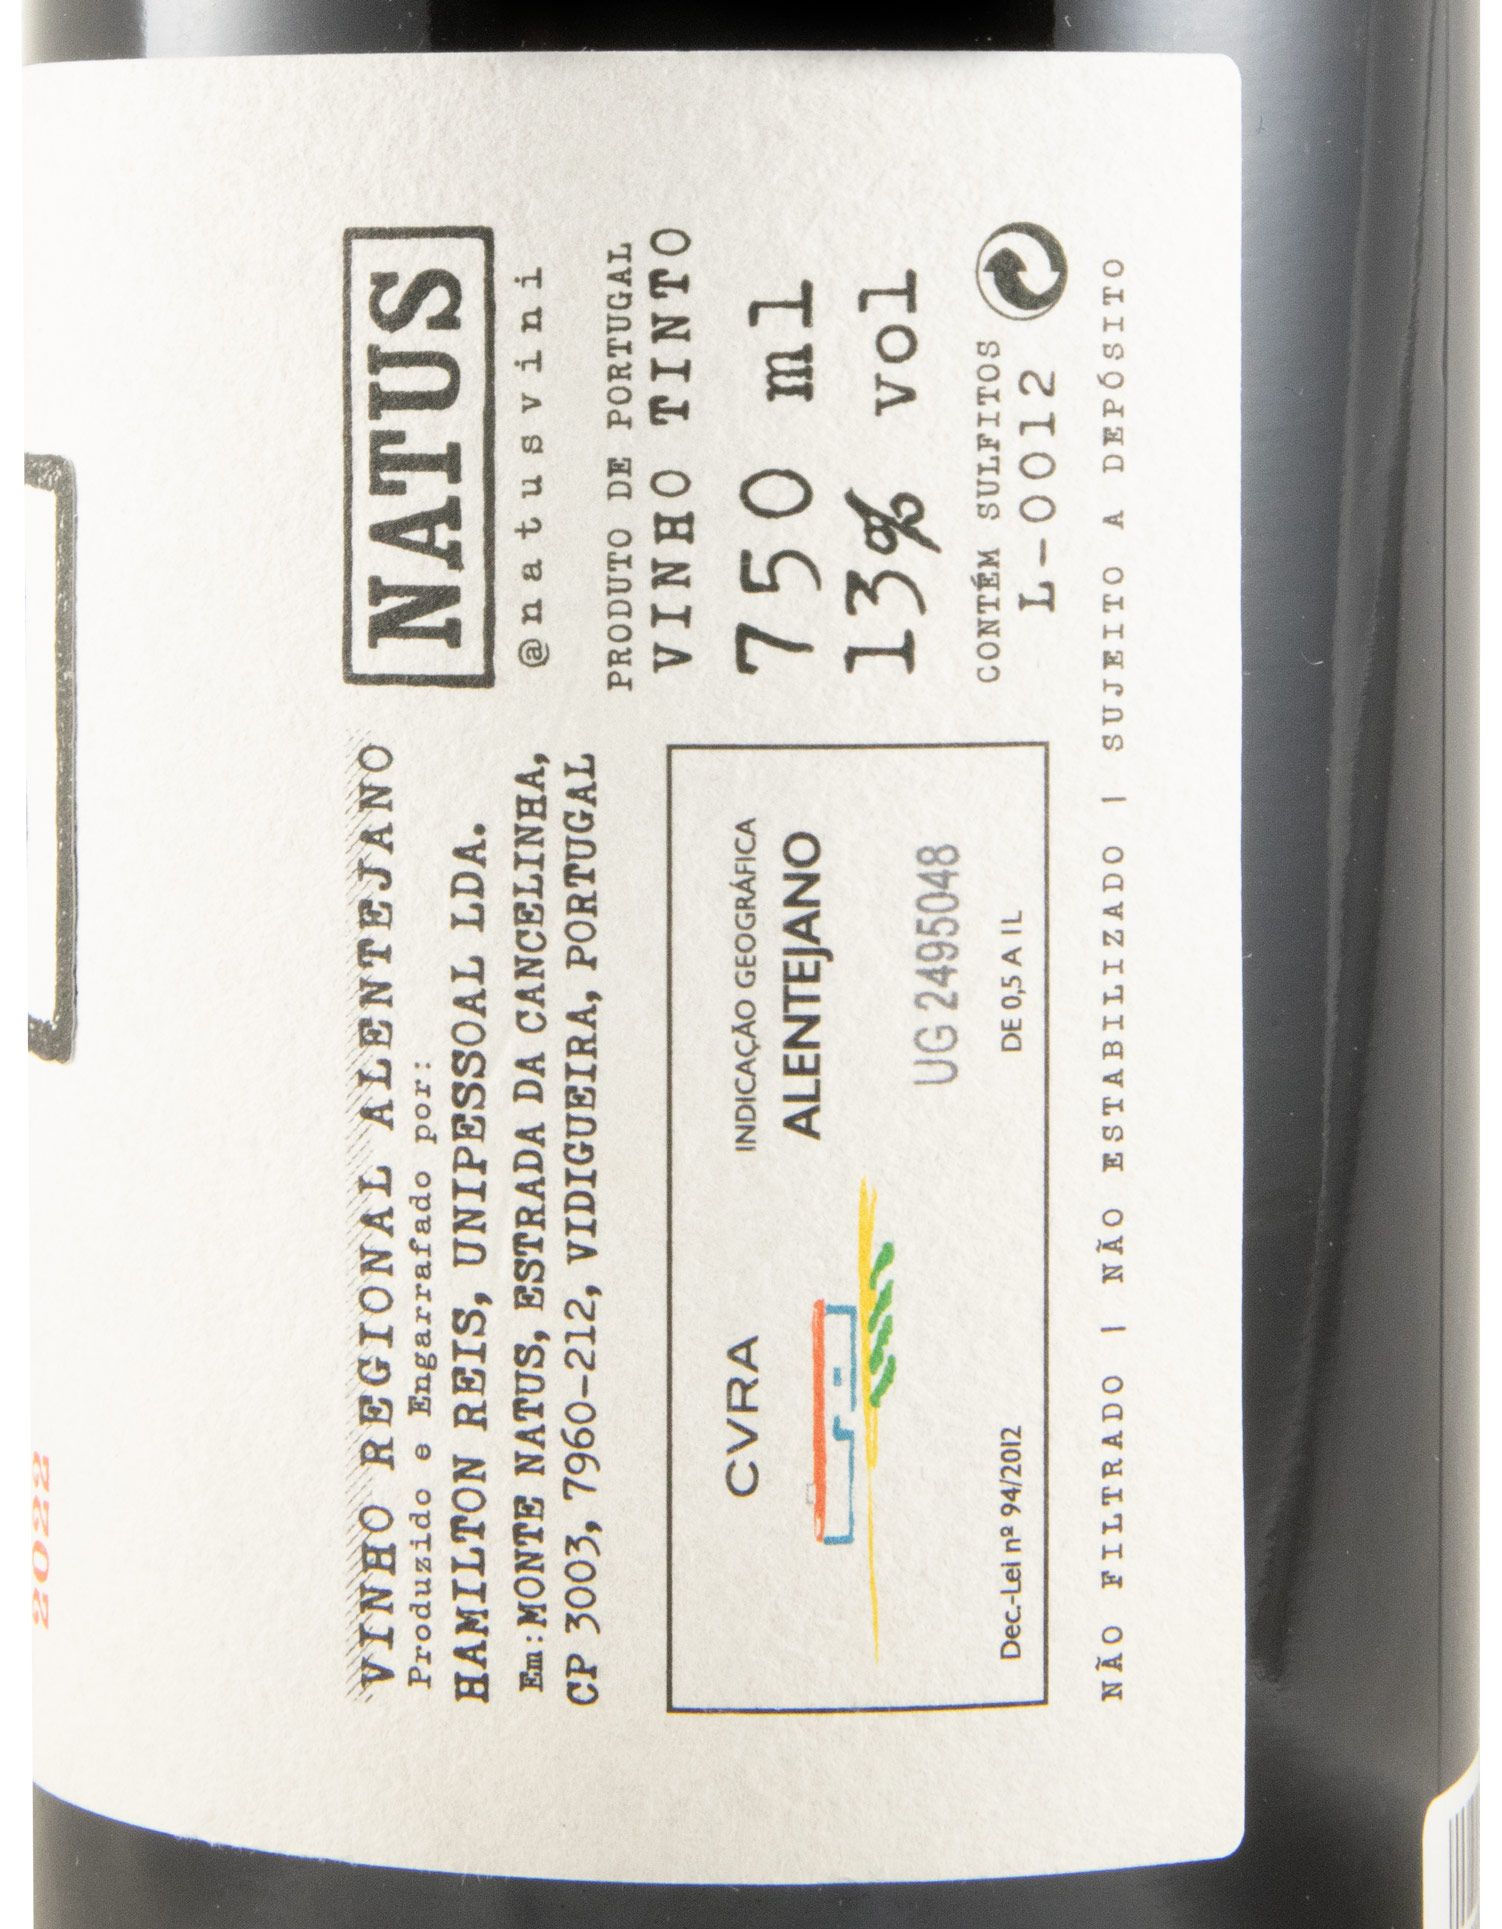 2022
VINHO REGIONAL ALENTEJANO
Produzido e Engarrafado por:
HAMILTON REIS, UNIPESSOAL LDA.
Em:MONTE NATUS, ESTRADA DA CANCELINHA,
CP 3003, 7960-212, VIDIGUEIRA, PORTUGAL
NATUS
@natusvini
PRODUTO DE PORTUGAL
VINHO TINTO
750 ml
13% vol
CONTÉM SULFITOS
L-0012
CVRA
INDICAÇÃO GEOGRÁFICA
ALENTEJANO
UG 2495048
Dec.-Lei nº 94/2012
DE 0,5 A 1L
NÃO FILTRADO | NÃO ESTABILIZADO | SUJEITO A DEPÓSITO